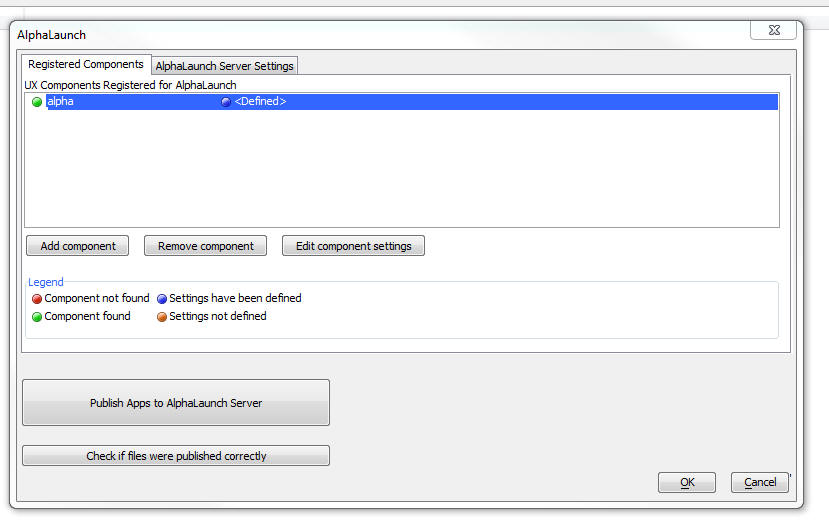 AlphaLaunch
Registered Components AlphaLaunch Server Settings
UX Components Registered for AlphaLaunch
alpha <Defined>
Add component Remove component Edit component settings
Legend
Component not found Settings have been defined
Component found Settings not defined
Publish Apps to AlphaLaunch Server
Check if files were published correctly
OK Cancel